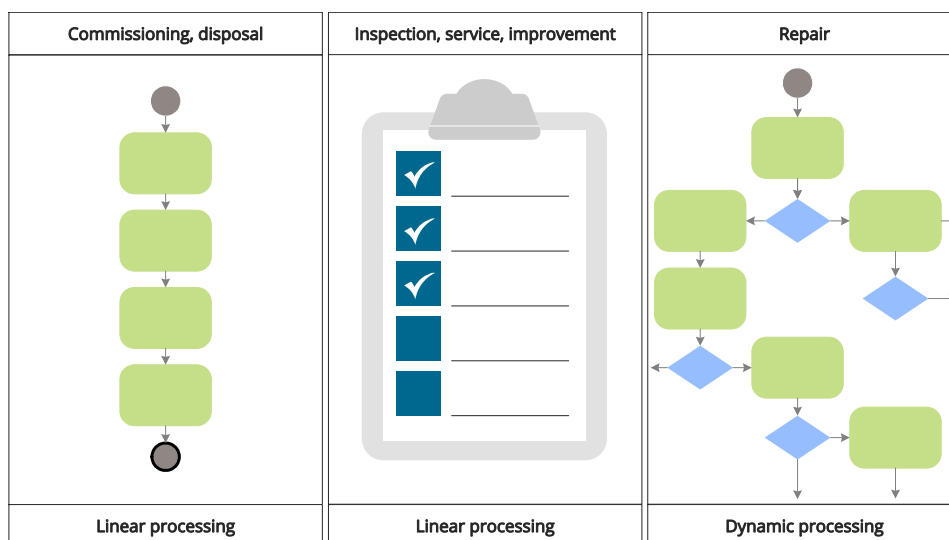 Commissioning, disposal
Inspection, service, improvement
Repair
Linear processing
Linear processing
Dynamic processing